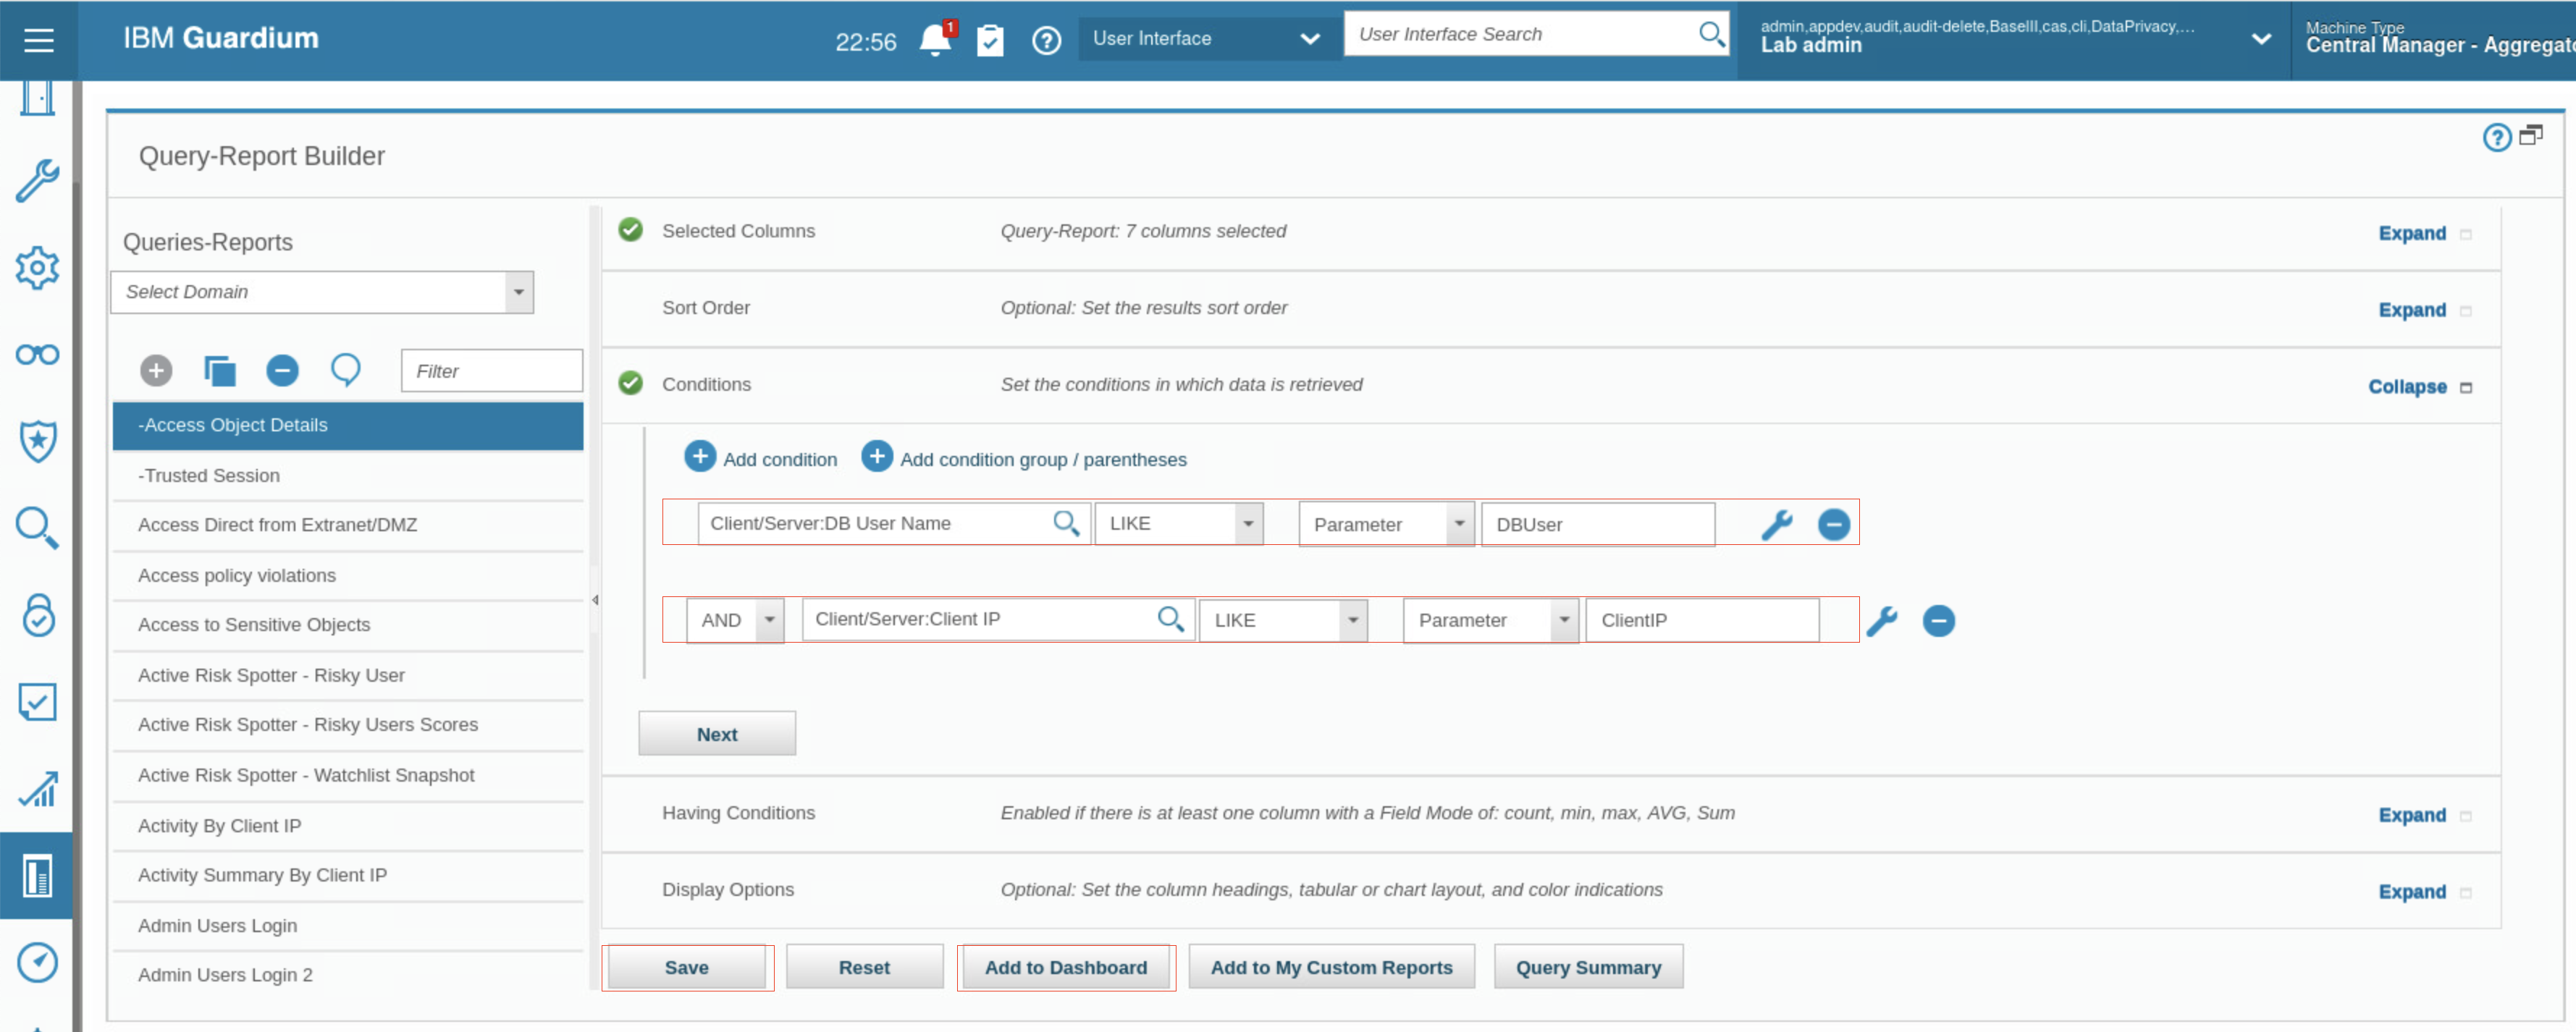 IBM Guardium
22:56
1
User Interface
User Interface Search
admin,appdev,audit,audit-delete,BaselII,cas,cli,DataPrivacy,...
Lab admin
Machine Type
Central Manager - Aggregat
Query-Report Builder
Queries-Reports
Select Domain
Filter
-Access Object Details
-Trusted Session
Access Direct from Extranet/DMZ
Access policy violations
Access to Sensitive Objects
Active Risk Spotter - Risky User
Active Risk Spotter - Risky Users Scores
Active Risk Spotter - Watchlist Snapshot
Activity By Client IP
Activity Summary By Client IP
Admin Users Login
Admin Users Login 2
Selected Columns Query-Report: 7 columns selected Expand
Sort Order Optional: Set the results sort order Expand
Conditions Set the conditions in which data is retrieved Collapse
Add condition Add condition group / parentheses
Client/Server:DB User Name LIKE Parameter DBUser
AND Client/Server:Client IP LIKE Parameter ClientIP
Next
Having Conditions Enabled if there is at least one column with a Field Mode of: count, min, max, AVG, Sum Expand
Display Options Optional: Set the column headings, tabular or chart layout, and color indications Expand
Save Reset Add to Dashboard Add to My Custom Reports Query Summary